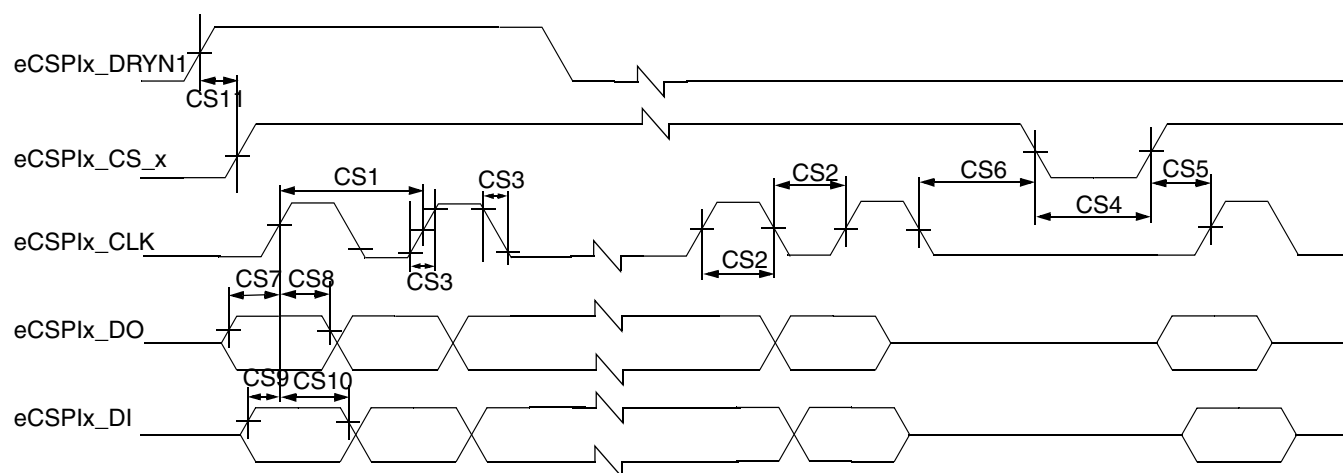 eCSPIx_DRYN1
CS11
eCSPIx_CS_x
CS1
CS3
CS2
CS6
CS5
CS4
eCSPIx_CLK
CS3
CS2
CS7
CS8
eCSPIx_DO
CS9
CS10
eCSPIx_DI